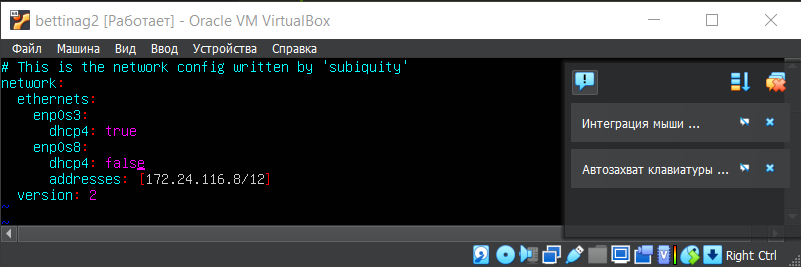 bettinag2 [Работает] - Oracle VM VirtualBox
Файл Машина Вид Ввод Устройства Справка
# This is the network config written by 'subiquity'
network:
  ethernets:
    enp0s3:
      dhcp4: true
    enp0s8:
      dhcp4: false
      addresses: [172.24.116.8/12]
  version: 2
~
~
Интеграция мыши ...
Автозахват клавиатуры ...
Right Ctrl